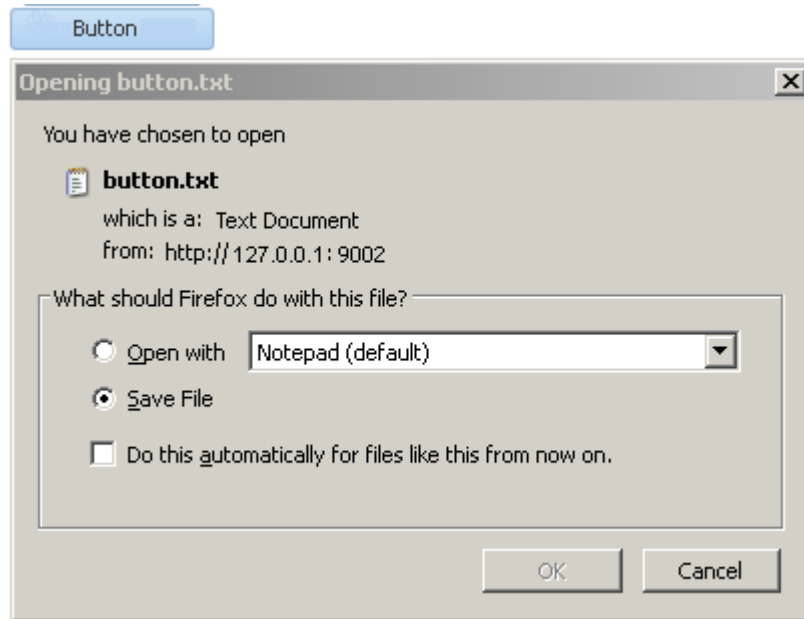 Button
Opening button.txt
You have chosen to open
button.txt
which is a: Text Document
from: http://127.0.0.1:9002
What should Firefox do with this file?
Open with
Notepad (default)
Save File
Do this automatically for files like this from now on.
OK
Cancel